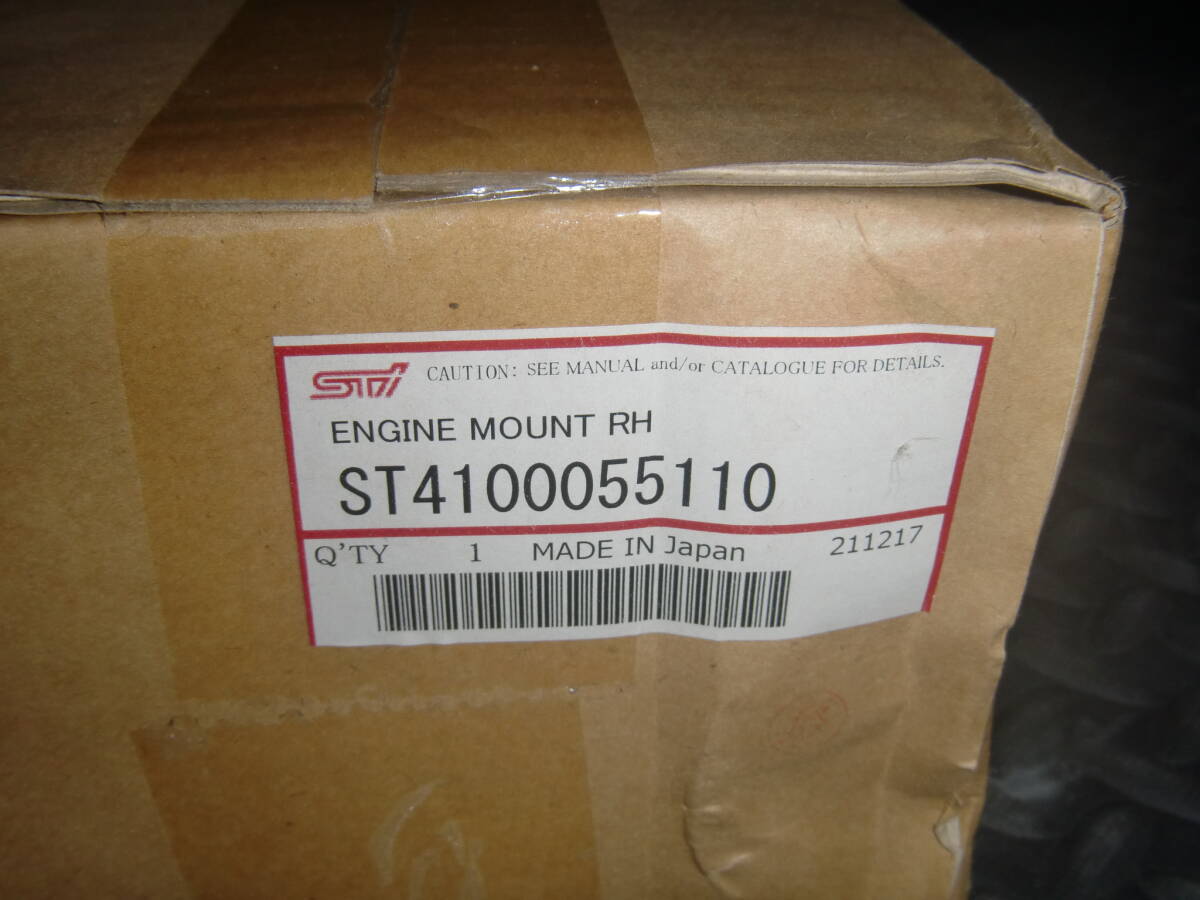 STI CAUTION: SEE MANUAL and/or CATALOGUE FOR DETAILS.
ENGINE MOUNT RH
ST4100055110
Q'TY 1 MADE IN Japan 211217